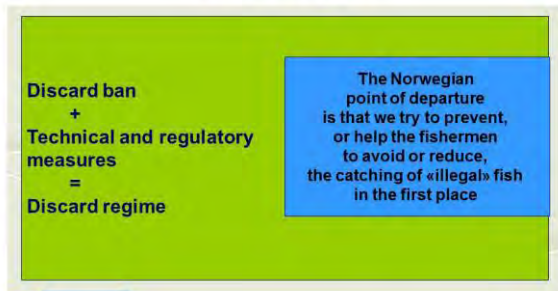 Discard ban
+
Technical and regulatory
measures
=
Discard regime
The Norwegian
point of departure
is that we try to prevent,
or help the fishermen
to avoid or reduce,
the catching of «illegal» fish
in the first place